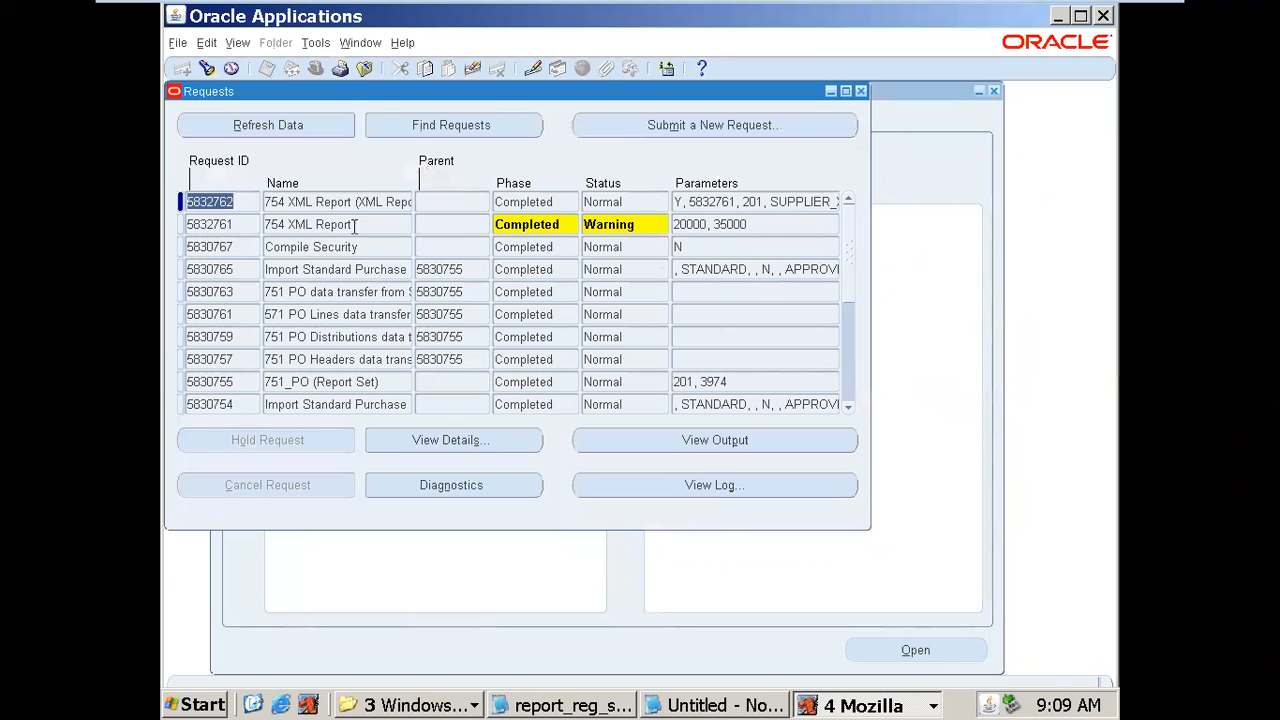 Oracle Applications
File Edit View Folder Tools Window Help
ORACLE
Requests
Refresh Data Find Requests Submit a New Request...
Request ID Parent
Name Phase Status Parameters
5832762 754 XML Report (XML Repo Completed Normal Y, 5832761, 201, SUPPLIER_X
5832761 754 XML Report Completed Warning 20000, 35000
5830767 Compile Security Completed Normal N
5830765 Import Standard Purchase 5830755 Completed Normal , STANDARD, , N, , APPROVI
5830763 751 PO data transfer from S 5830755 Completed Normal
5830761 571 PO Lines data transfer 5830755 Completed Normal
5830759 751 PO Distributions data t 5830755 Completed Normal
5830757 751 PO Headers data trans 5830755 Completed Normal
5830755 751_PO (Report Set) Completed Normal 201, 3974
5830754 Import Standard Purchase Completed Normal , STANDARD, , N, , APPROVI
Hold Request View Details... View Output
Cancel Request Diagnostics View Log...
Open
Start 3 Windows... report_reg_s... Untitled - No... 4 Mozilla 9:09 AM